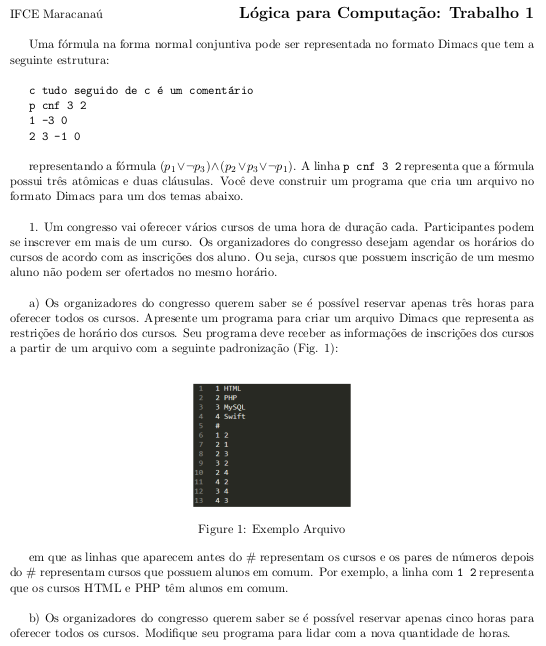 IFCE Maracanaú
Lógica para Computação: Trabalho 1
Uma fórmula na forma normal conjuntiva pode ser representada no formato Dimacs que tem a
seguinte estrutura:
c tudo seguido de c é um comentário
p cnf 3 2
1 -3 0
2 3 -1 0
representando a fórmula (p₁∨¬p₃)∧(p₂∨p₃∨¬p₁). A linha p cnf 3 2 representa que a fórmula
possui três atômicas e duas cláusulas. Você deve construir um programa que cria um arquivo no
formato Dimacs para um dos temas abaixo.
1. Um congresso vai oferecer vários cursos de uma hora de duração cada. Participantes podem
se inscrever em mais de um curso. Os organizadores do congresso desejam agendar os horários do
cursos de acordo com as inscrições dos aluno. Ou seja, cursos que possuem inscrição de um mesmo
aluno não podem ser ofertados no mesmo horário.
a) Os organizadores do congresso querem saber se é possível reservar apenas três horas para
oferecer todos os cursos. Apresente um programa para criar um arquivo Dimacs que representa as
restrições de horário dos cursos. Seu programa deve receber as informações de inscrições dos cursos
a partir de um arquivo com a seguinte padronização (Fig. 1):
1 1 HTML
2 2 PHP
3 3 MySQL
4 4 Swift
5 #
6 1 2
7 2 1
8 2 3
9 3 2
10 2 4
11 4 2
12 3 4
13 4 3
Figure 1: Exemplo Arquivo
em que as linhas que aparecem antes do # representam os cursos e os pares de números depois
do # representam cursos que possuem alunos em comum. Por exemplo, a linha com 1 2 representa
que os cursos HTML e PHP têm alunos em comum.
b) Os organizadores do congresso querem saber se é possível reservar apenas cinco horas para
oferecer todos os cursos. Modifique seu programa para lidar com a nova quantidade de horas.